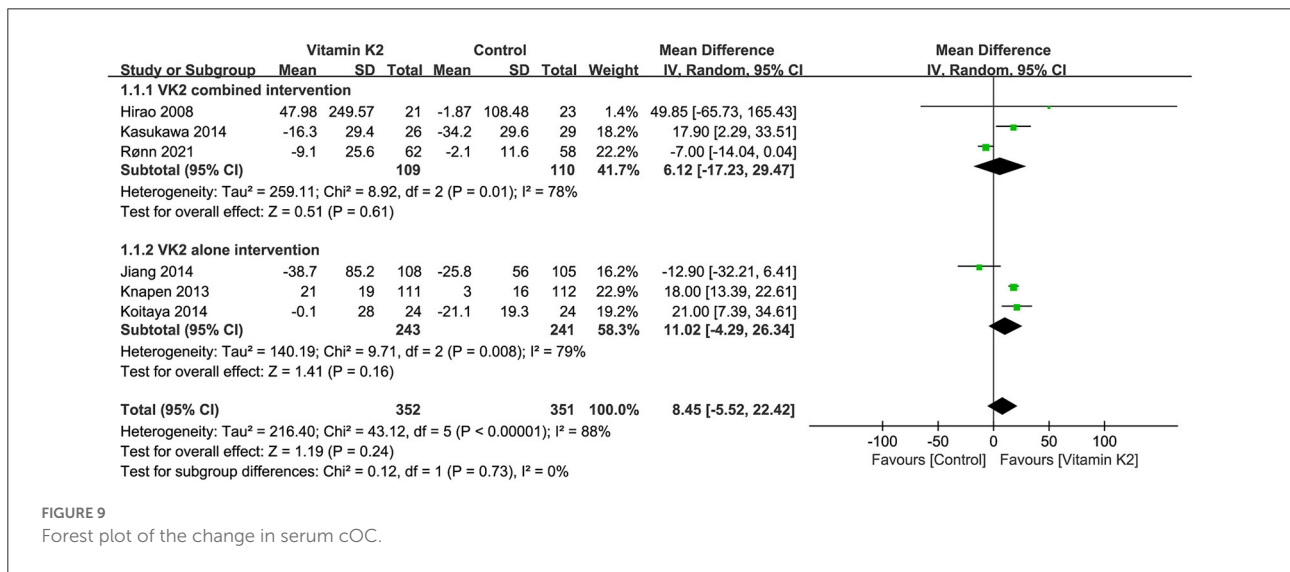 Vitamin K2 Control Mean Difference Mean Difference
Study or Subgroup Mean SD Total Mean SD Total Weight IV, Random, 95% CI IV, Random, 95% CI
1.1.1 VK2 combined intervention
Hirao 2008 47.98 249.57 21 -1.87 108.48 23 1.4% 49.85 [-65.73, 165.43]
Kasukawa 2014 -16.3 29.4 26 -34.2 29.6 29 18.2% 17.90 [2.29, 33.51]
Rønn 2021 -9.1 25.6 62 -2.1 11.6 58 22.2% -7.00 [-14.04, 0.04]
Subtotal (95% CI) 109 110 41.7% 6.12 [-17.23, 29.47]
Heterogeneity: Tau² = 259.11; Chi² = 8.92, df = 2 (P = 0.01); I² = 78%
Test for overall effect: Z = 0.51 (P = 0.61)
1.1.2 VK2 alone intervention
Jiang 2014 -38.7 85.2 108 -25.8 56 105 16.2% -12.90 [-32.21, 6.41]
Knapen 2013 21 19 111 3 16 112 22.9% 18.00 [13.39, 22.61]
Koitaya 2014 -0.1 28 24 -21.1 19.3 24 19.2% 21.00 [7.39, 34.61]
Subtotal (95% CI) 243 241 58.3% 11.02 [-4.29, 26.34]
Heterogeneity: Tau² = 140.19; Chi² = 9.71, df = 2 (P = 0.008); I² = 79%
Test for overall effect: Z = 1.41 (P = 0.16)
Total (95% CI) 352 351 100.0% 8.45 [-5.52, 22.42]
Heterogeneity: Tau² = 216.40; Chi² = 43.12, df = 5 (P < 0.00001); I² = 88%
Test for overall effect: Z = 1.19 (P = 0.24)
Test for subgroup differences: Chi² = 0.12, df = 1 (P = 0.73), I² = 0%
-100 -50 0 50 100
Favours [Control] Favours [Vitamin K2]
FIGURE 9
Forest plot of the change in serum cOC.